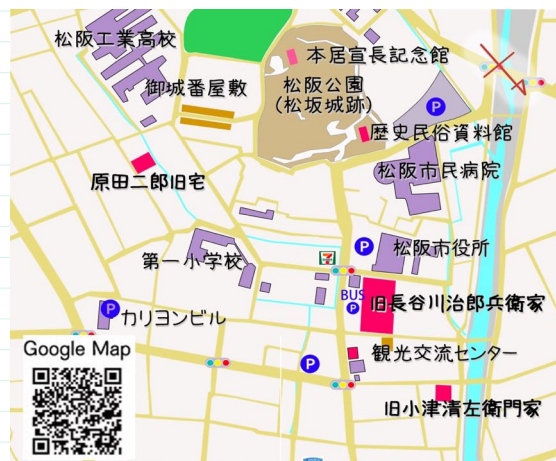 松阪工業高校
本居宣長記念館
御城番屋敷
松阪公園
(松坂城跡)
P
歴史民俗資料館
松阪市民病院
原田二郎旧宅
第一小学校
7
P
松阪市役所
BUS
P
旧長谷川治郎兵衛家
P
カリヨンビル
観光交流センター
P
旧小津清左衛門家
Google Map